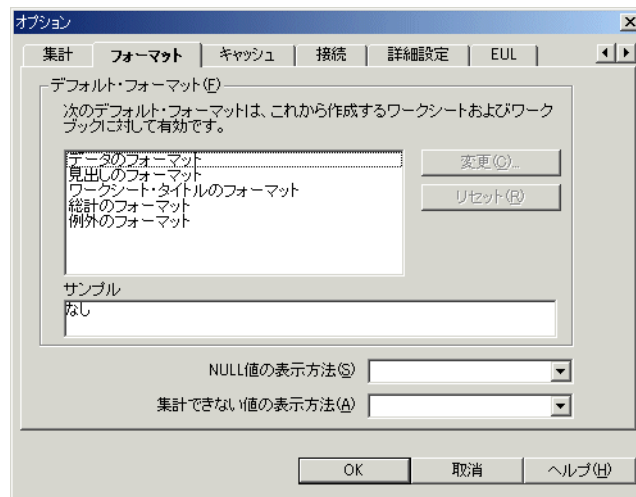 オプション
集計 フォーマット キャッシュ 接続 詳細設定 EUL
デフォルト・フォーマット(F)
次のデフォルト・フォーマットは、これから作成するワークシートおよびワーク
ブックに対して有効です。
データのフォーマット
見出しのフォーマット
ワークシート・タイトルのフォーマット
総計のフォーマット
例外のフォーマット
変更(C)...
リセット(R)
サンプル
なし
NULL値の表示方法(S)
集計できない値の表示方法(A)
OK 取消 ヘルプ(H)